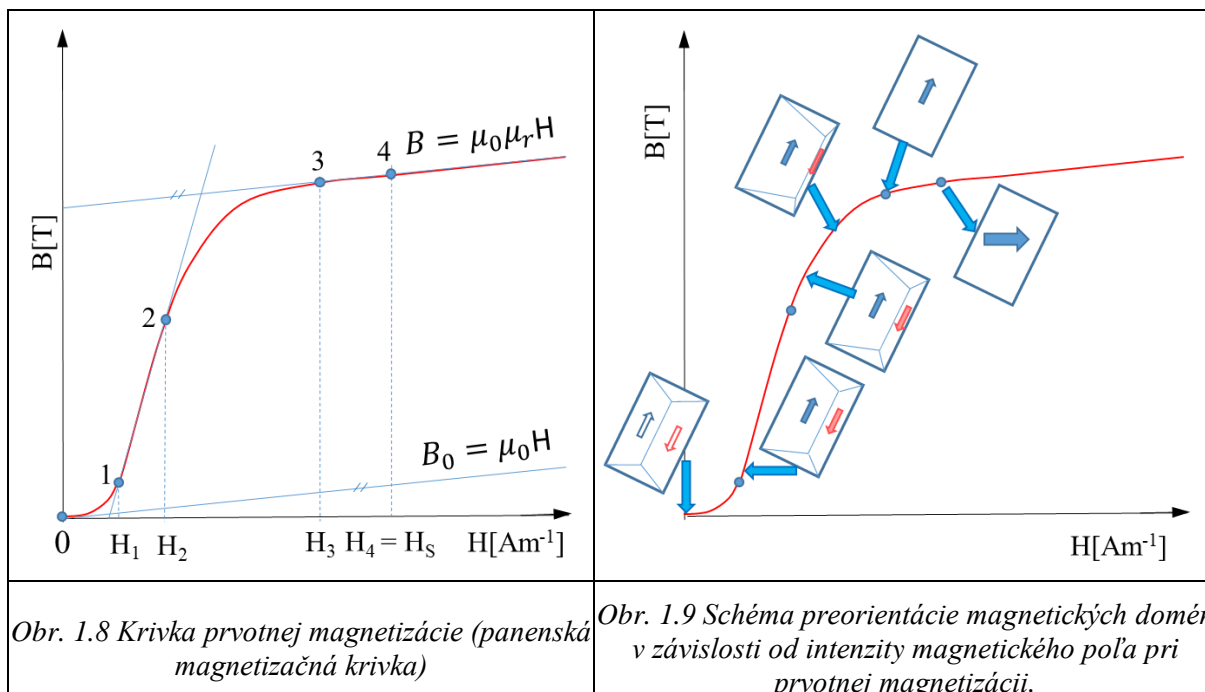 B[T]
B = μ₀μᵣH
3
4
2
B₀ = μ₀H
1
0
H₁
H₂
H₃
H₄ = Hₛ
H[Am⁻¹]
Obr. 1.8 Krivka prvotnej magnetizácie (panenská
magnetizačná krivka)
B[T]
H[Am⁻¹]
Obr. 1.9 Schéma preorientácie magnetických domén
v závislosti od intenzity magnetického poľa pri
prvotnej magnetizácii.